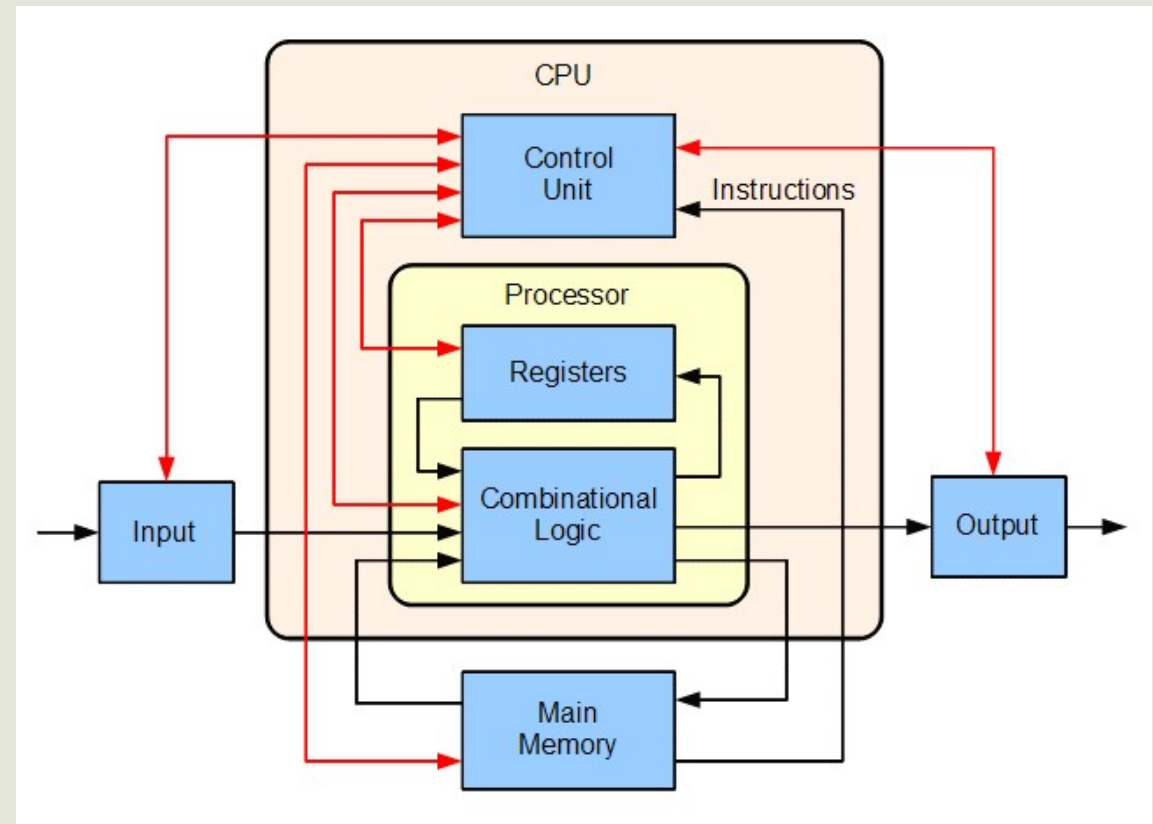 CPU
Control
Unit
Instructions
Processor
Registers
Combinational
Logic
Input
Output
Main
Memory